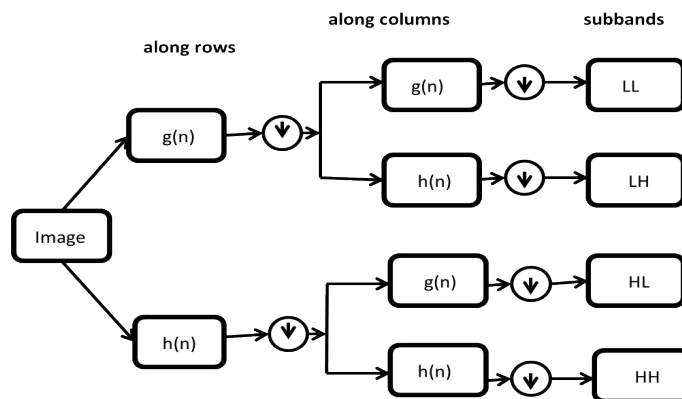 along rows
along columns
subbands
g(n)
LL
g(n)
h(n)
LH
Image
g(n)
HL
h(n)
h(n)
HH